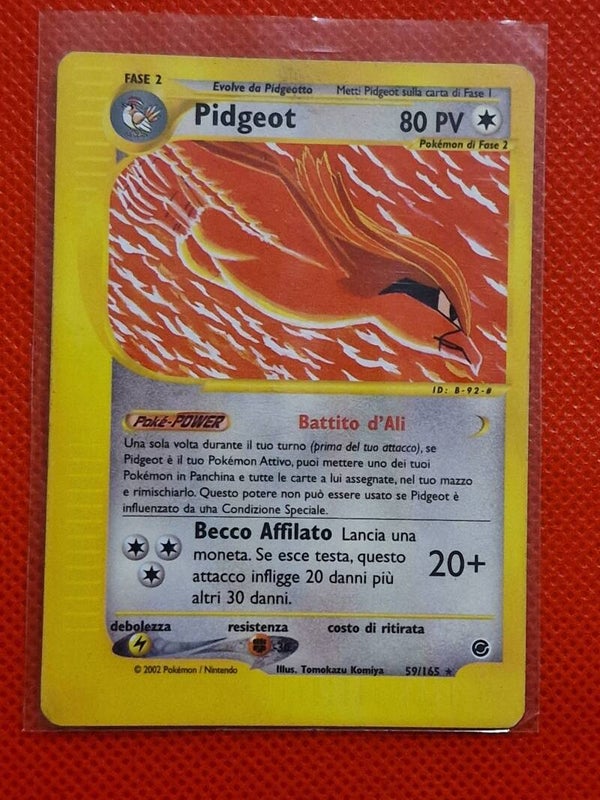 FASE 2
Evolve da Pidgeotto Metti Pidgeot sulla carta di Fase 1
Pidgeot 80 PV
Pokémon di Fase 2
ID: B-92-#
Poké-POWER Battito d'Ali
Una sola volta durante il tuo turno (prima del tuo attacco), se
Pidgeot è il tuo Pokémon Attivo, puoi mettere uno dei tuoi
Pokémon in Panchina e tutte le carte a lui assegnate, nel tuo mazzo
e rimischiarlo. Questo potere non può essere usato se Pidgeot è
influenzato da una Condizione Speciale.
Becco Affilato Lancia una
moneta. Se esce testa, questo
attacco infligge 20 danni più
altri 30 danni.
20+
debolezza resistenza costo di ritirata
-30
© 2002 Pokémon / Nintendo Illus. Tomokazu Komiya 59/165 ★